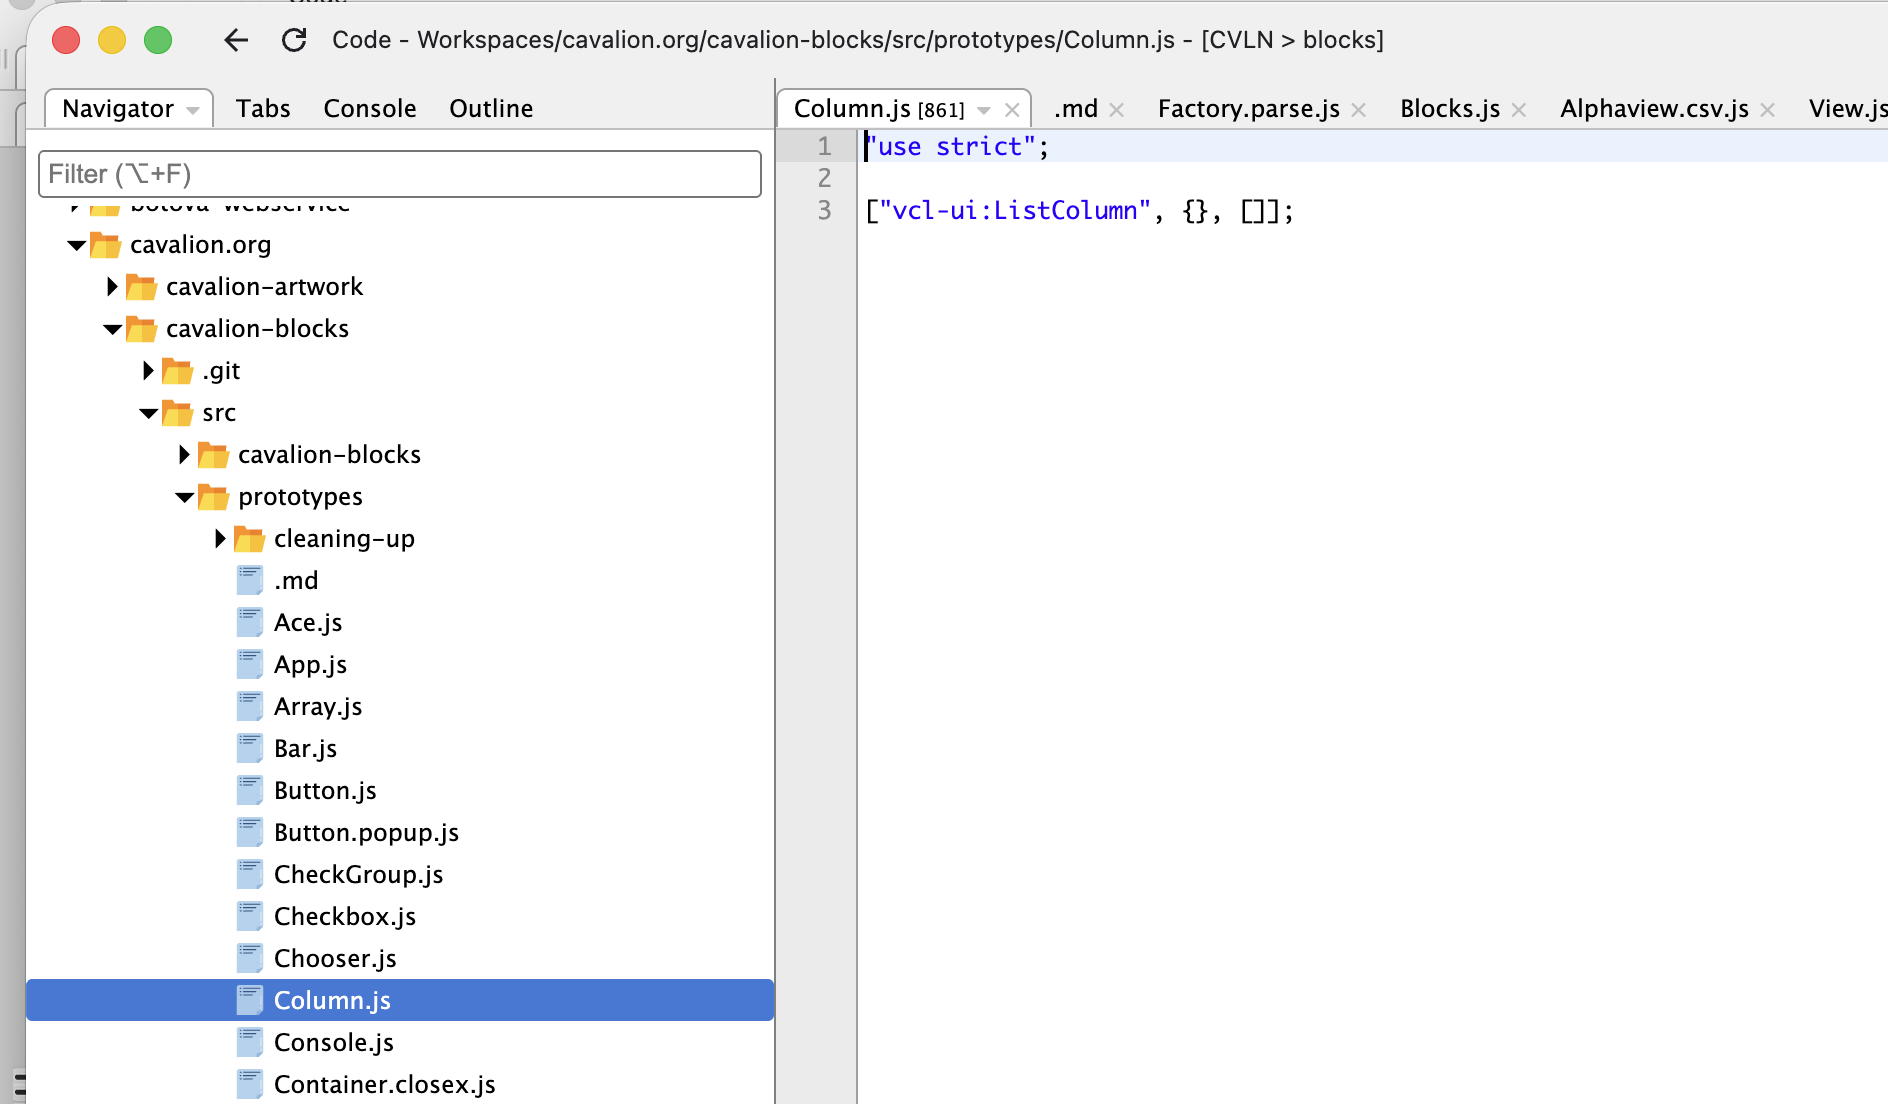 Code - Workspaces/cavalion.org/cavalion-blocks/src/prototypes/Column.js - [CVLN > blocks]
Navigator Tabs Console Outline
Column.js [861] .md Factory.parse.js Blocks.js Alphaview.csv.js View.js
Filter (⌥+F)
cavalion.org
cavalion-artwork
cavalion-blocks
.git
src
cavalion-blocks
prototypes
cleaning-up
.md
Ace.js
App.js
Array.js
Bar.js
Button.js
Button.popup.js
CheckGroup.js
Checkbox.js
Chooser.js
Column.js
Console.js
Container.closex.js
1 "use strict";
2
3 ["vcl-ui:ListColumn", {}, []];